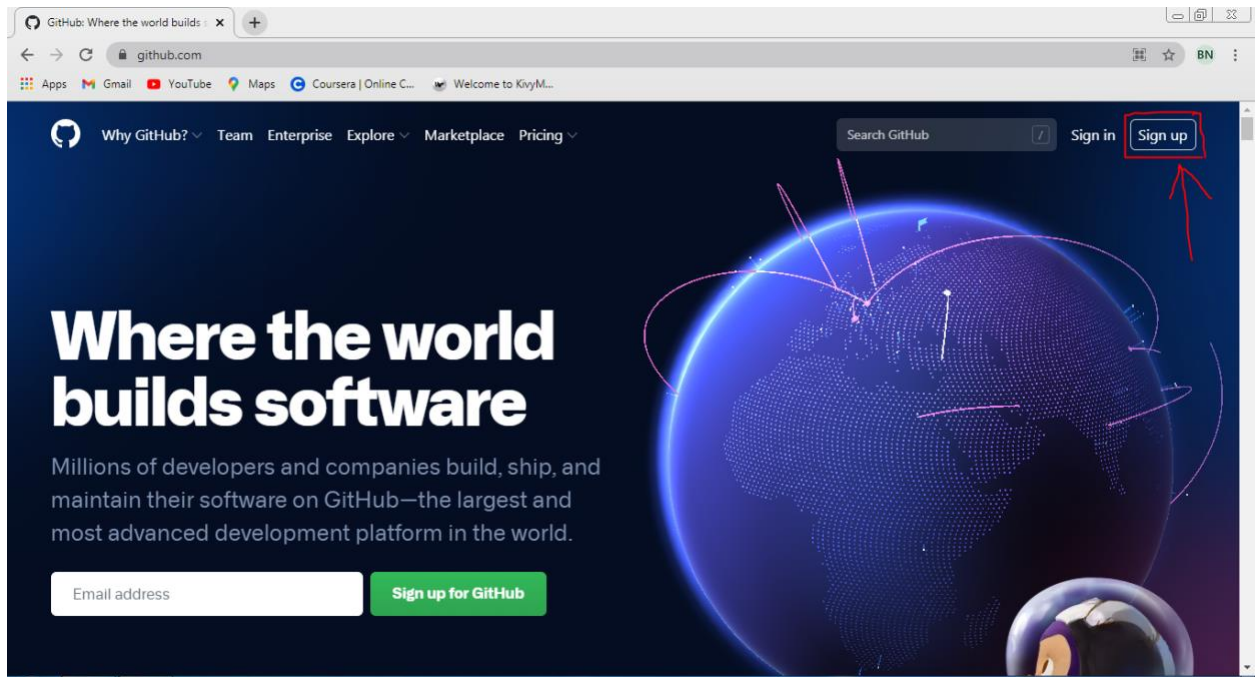 GitHub: Where the world builds s
github.com
BN
Apps Gmail YouTube Maps Coursera | Online C... Welcome to KivyM...
Why GitHub? Team Enterprise Explore Marketplace Pricing Search GitHub / Sign in Sign up
Where the world
builds software
Millions of developers and companies build, ship, and
maintain their software on GitHub—the largest and
most advanced development platform in the world.
Email address Sign up for GitHub